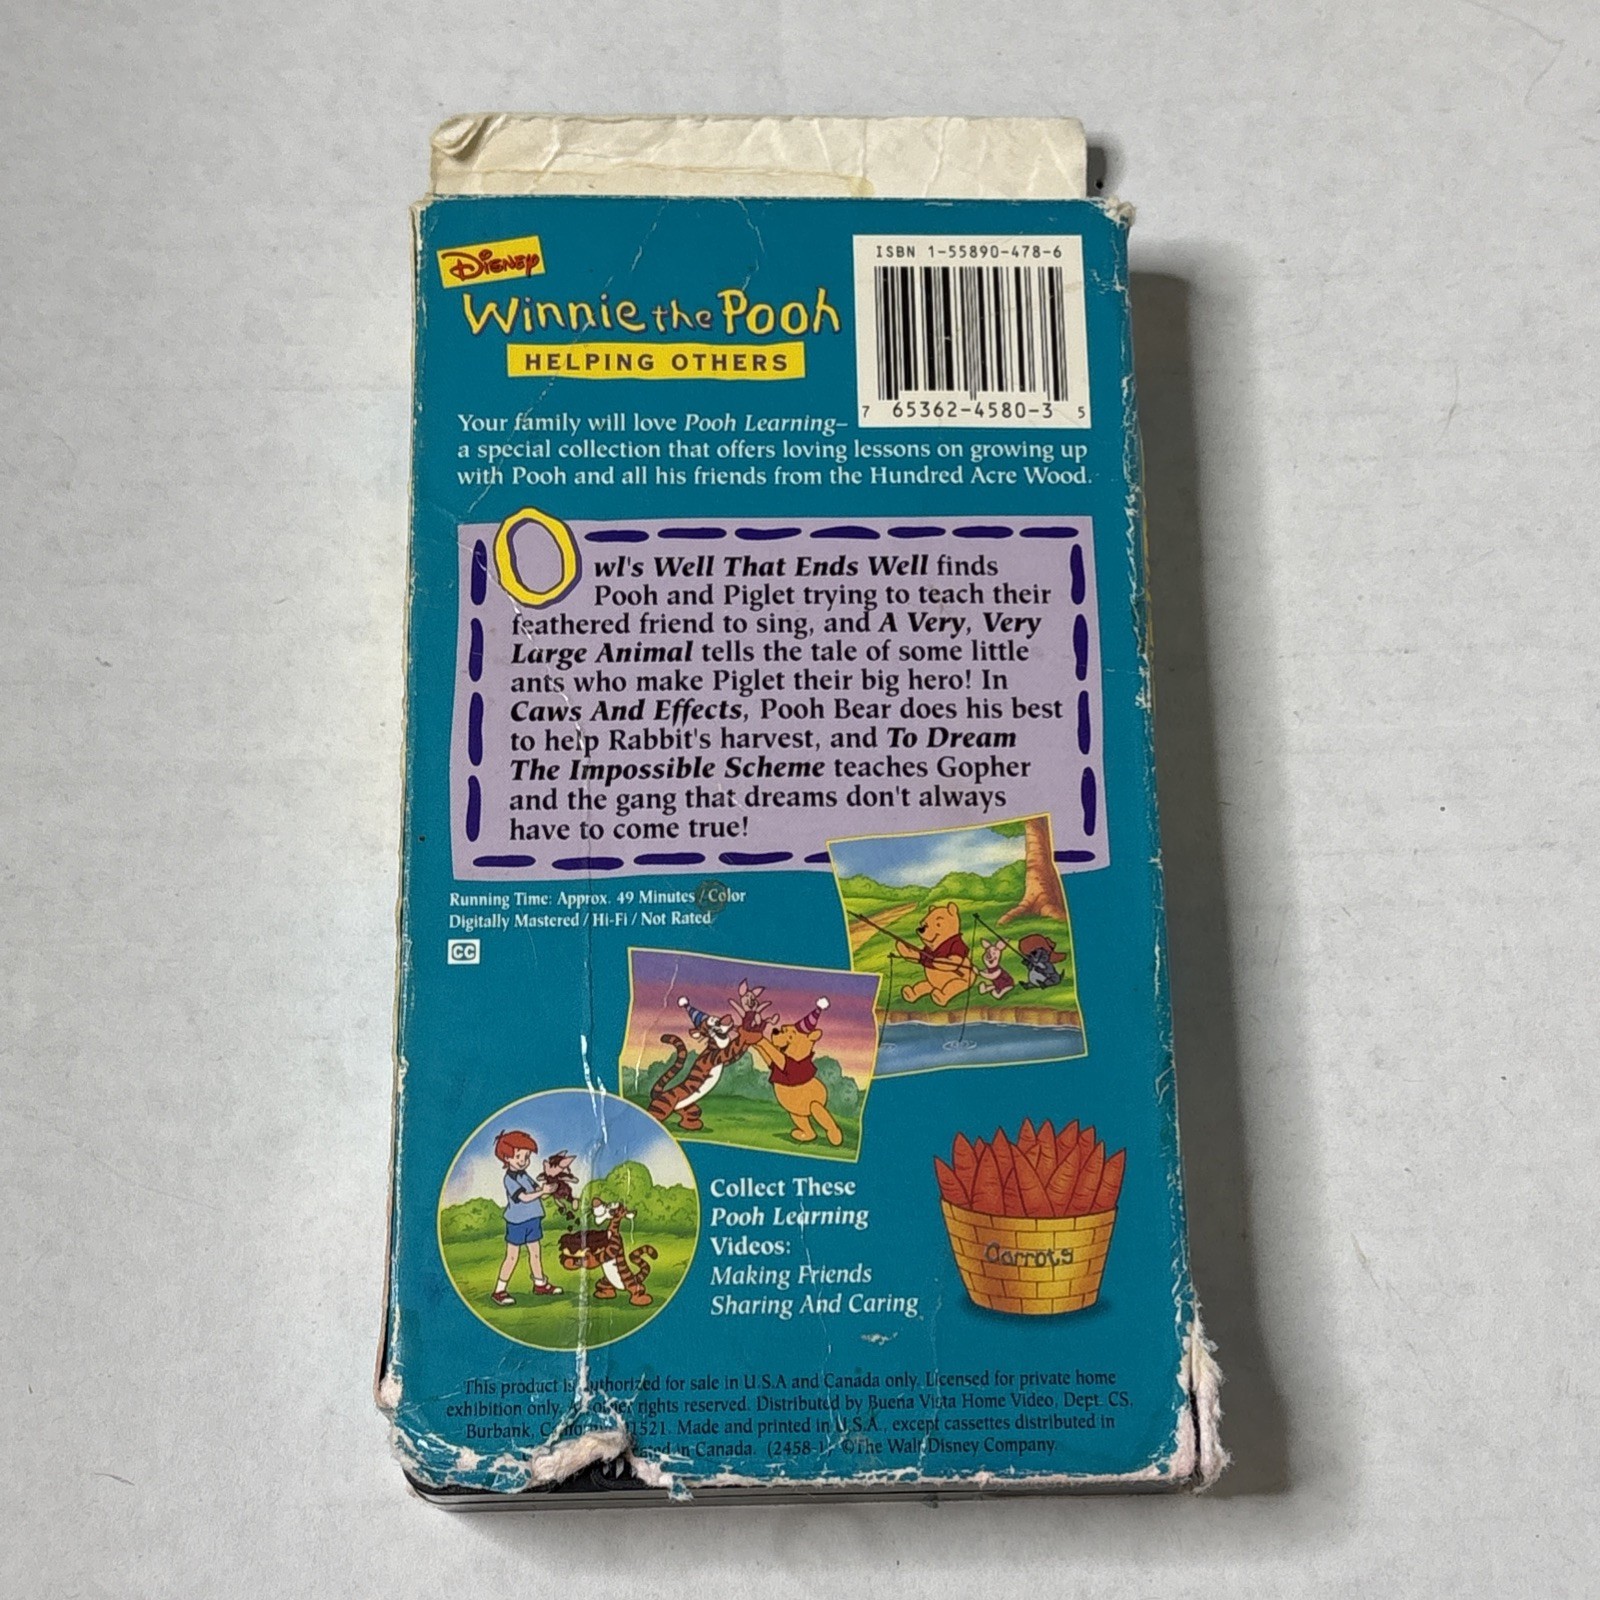 Disney
Winnie the Pooh
HELPING OTHERS
ISBN 1-55890-478-6
7 65362-4580-3 5
Your family will love Pooh Learning–
a special collection that offers loving lessons on growing up
with Pooh and all his friends from the Hundred Acre Wood.
Owl's Well That Ends Well finds
Pooh and Piglet trying to teach their
feathered friend to sing, and A Very, Very
Large Animal tells the tale of some little
ants who make Piglet their big hero! In
Caws And Effects, Pooh Bear does his best
to help Rabbit's harvest, and To Dream
The Impossible Scheme teaches Gopher
and the gang that dreams don't always
have to come true!
Running Time: Approx. 49 Minutes / Color
Digitally Mastered / Hi-Fi / Not Rated
CC
Collect These
Pooh Learning
Videos:
Making Friends
Sharing And Caring
Carrots
This product is authorized for sale in U.S.A and Canada only. Licensed for private home
exhibition only. other rights reserved. Distributed by Buena Vista Home Video, Dept. CS,
Burbank, 1521. Made and printed in U.S.A., except cassettes distributed in
in Canada. (2458-1) ©The Walt Disney Company.